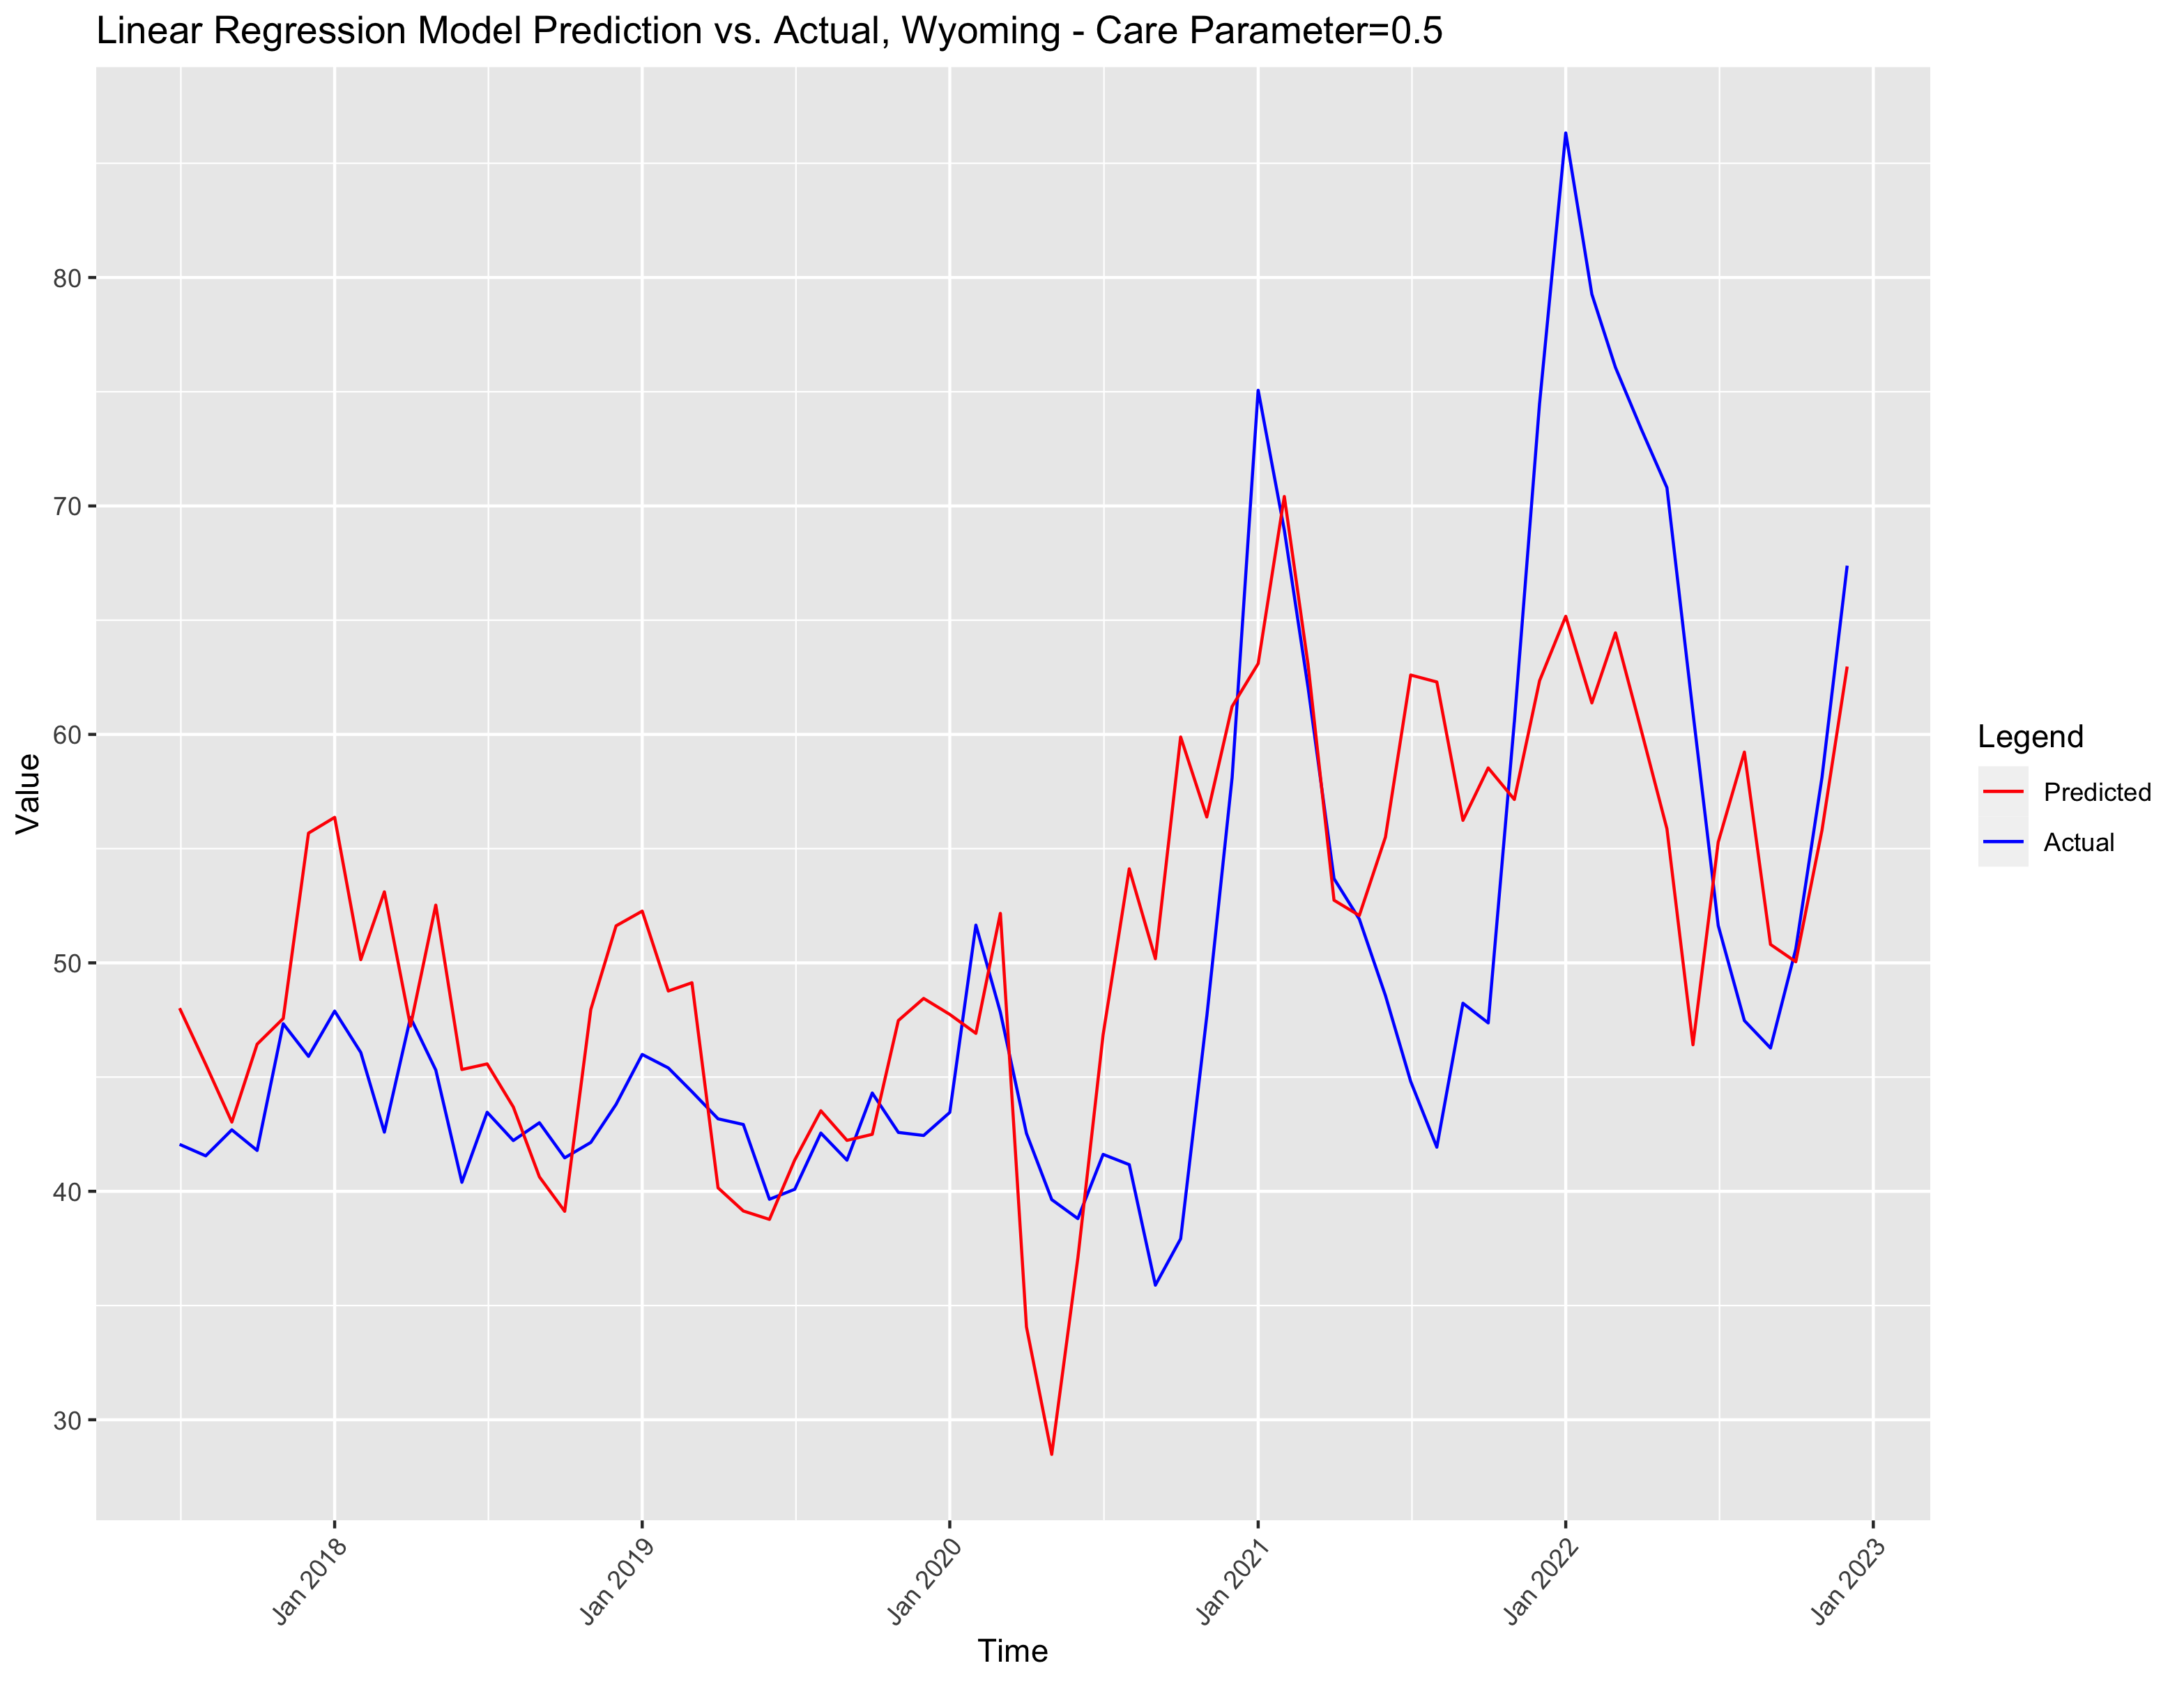 Linear Regression Model Prediction vs. Actual, Wyoming - Care Parameter=0.5
Value
80
70
60
50
40
30
Jan 2018
Jan 2019
Jan 2020
Jan 2021
Jan 2022
Jan 2023
Time
Legend
Predicted
Actual